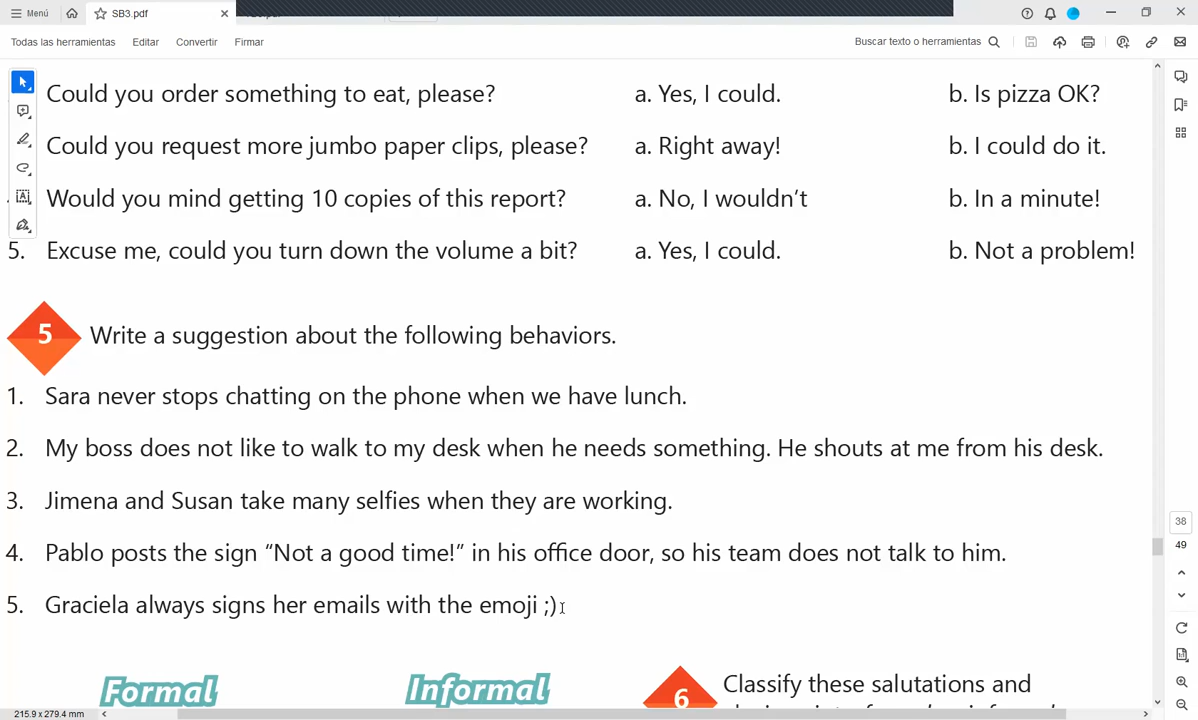 Menú SB3.pdf
Todas las herramientas Editar Convertir Firmar Buscar texto o herramientas
Could you order something to eat, please? a. Yes, I could. b. Is pizza OK?
Could you request more jumbo paper clips, please? a. Right away! b. I could do it.
Would you mind getting 10 copies of this report? a. No, I wouldn’t b. In a minute!
5. Excuse me, could you turn down the volume a bit? a. Yes, I could. b. Not a problem!
5 Write a suggestion about the following behaviors.
1. Sara never stops chatting on the phone when we have lunch.
2. My boss does not like to walk to my desk when he needs something. He shouts at me from his desk.
3. Jimena and Susan take many selfies when they are working.
38
49
4. Pablo posts the sign “Not a good time!” in his office door, so his team does not talk to him.
5. Graciela always signs her emails with the emoji ;)
Formal Informal 6 Classify these salutations and
215.9 x 279.4 mm